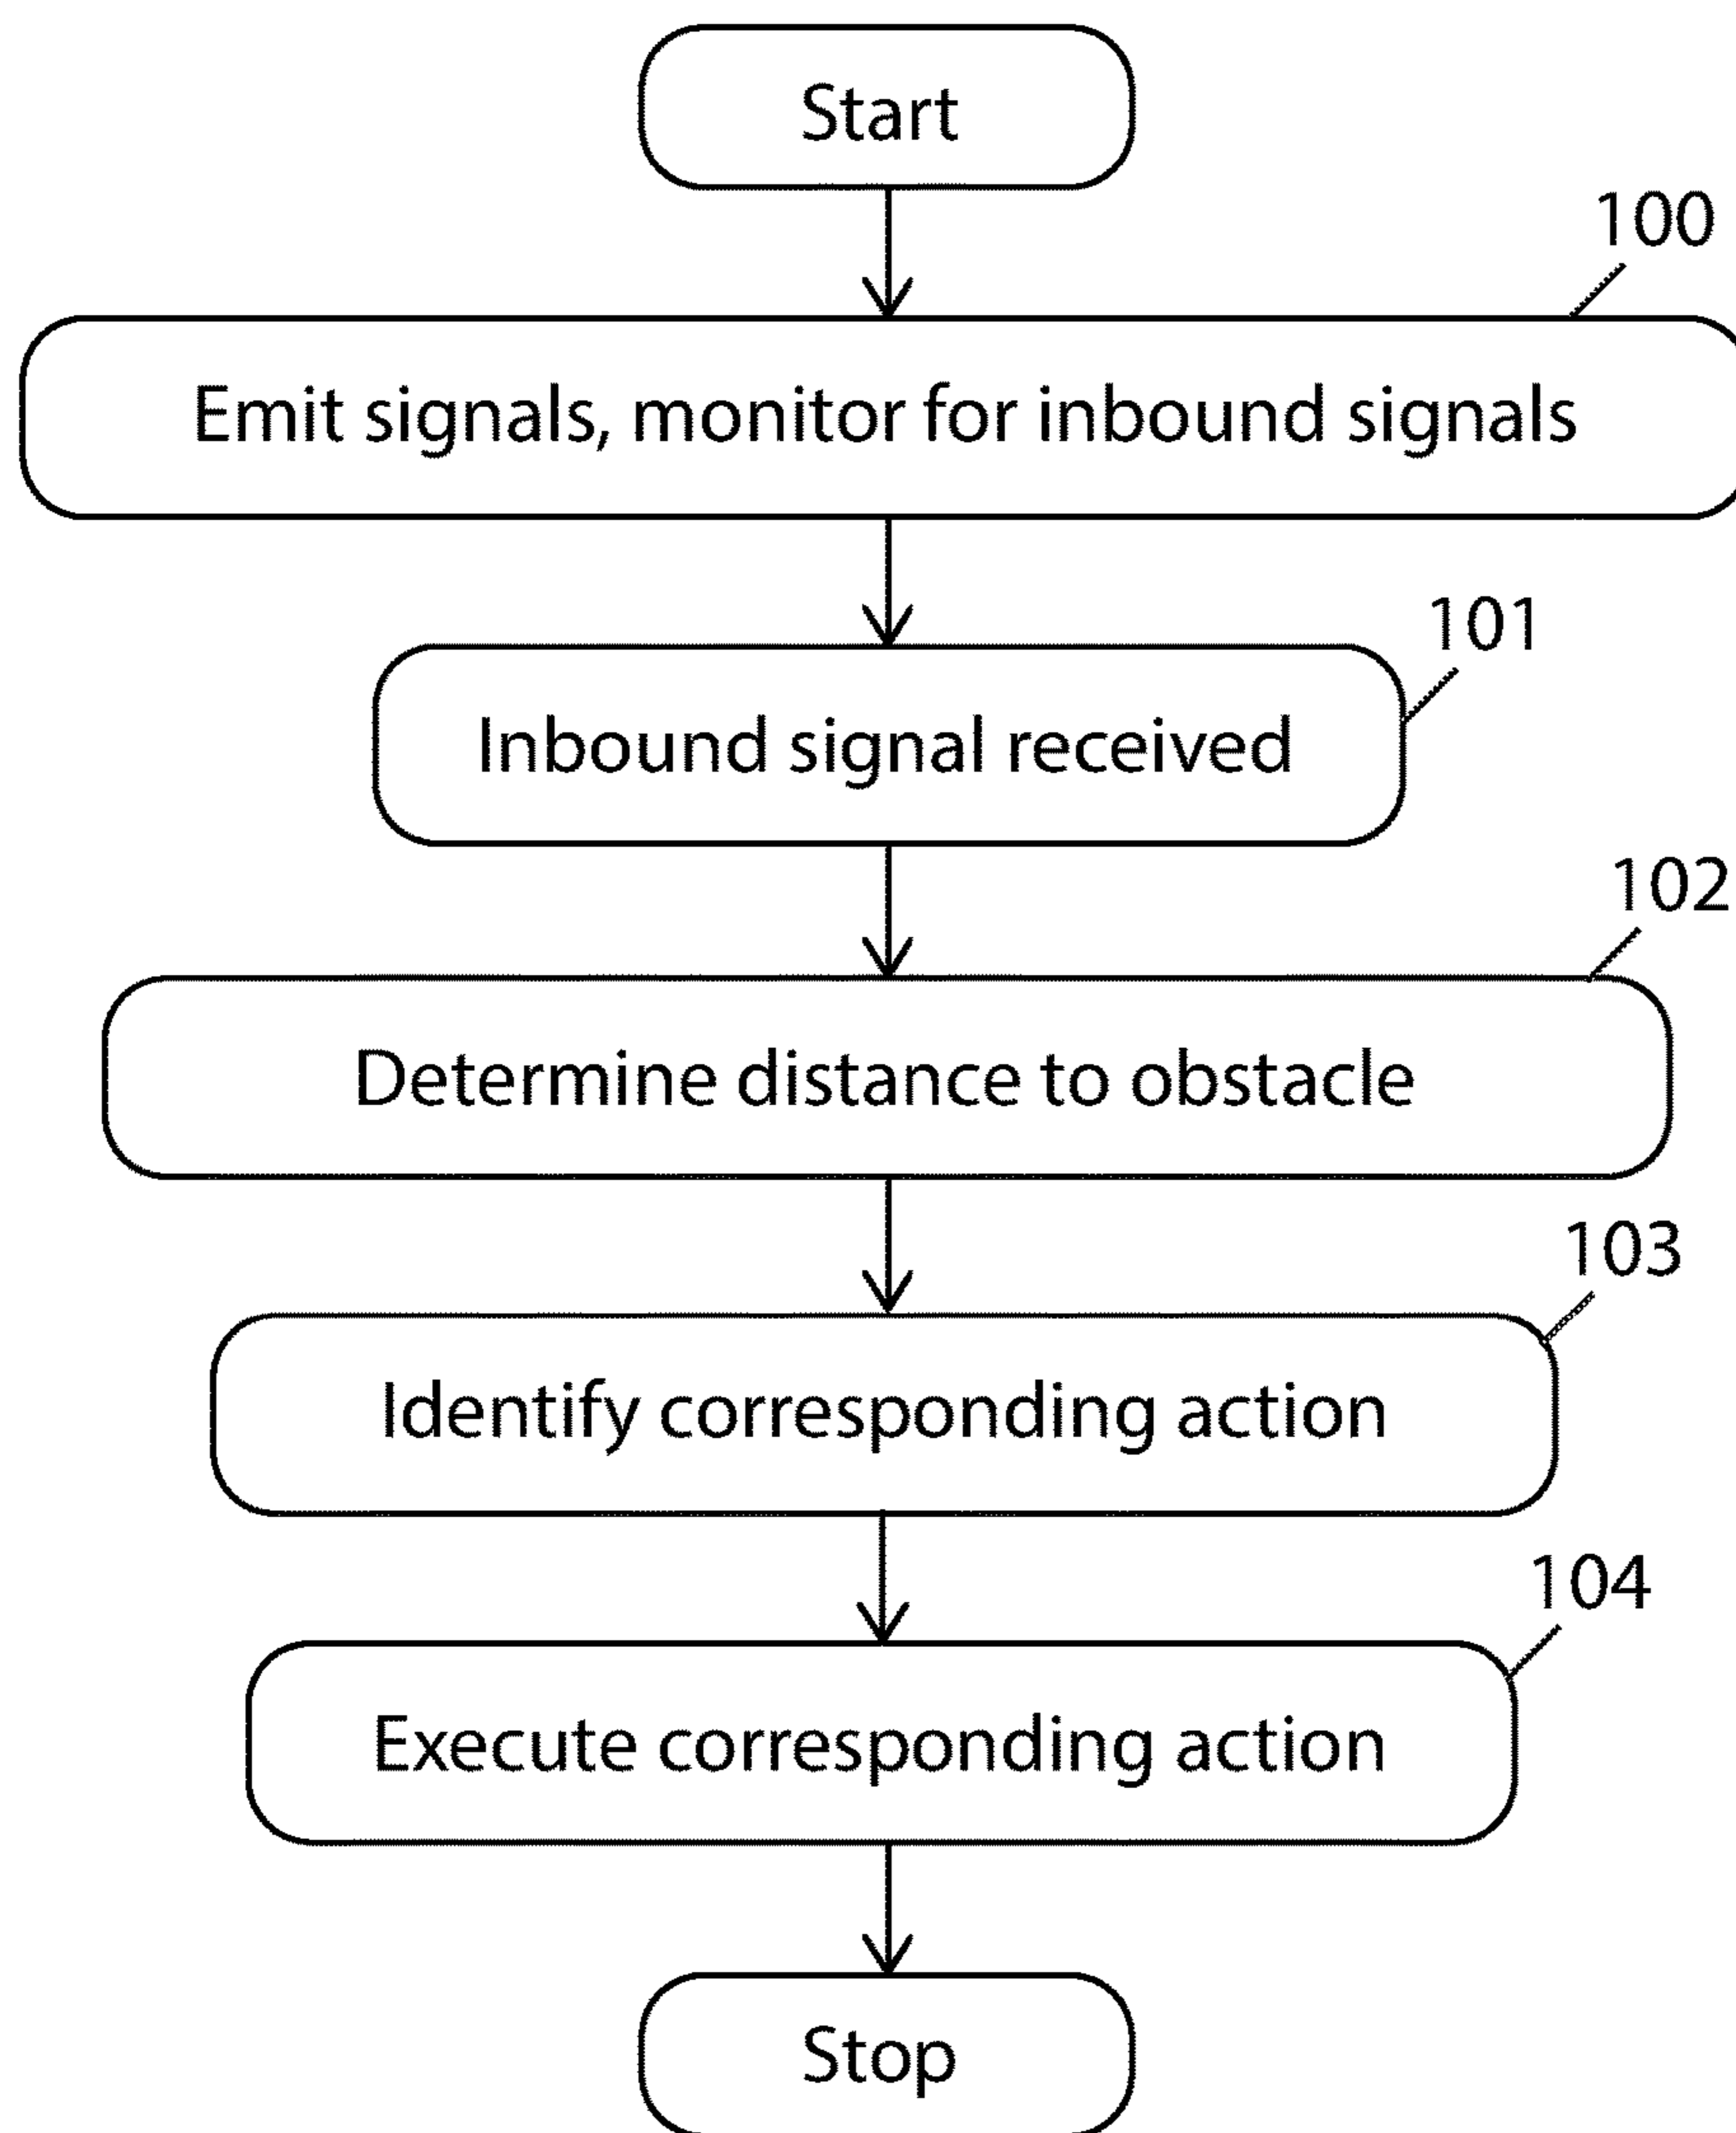 Start
100
Emit signals, monitor for inbound signals
101
Inbound signal received
102
Determine distance to obstacle
103
Identify corresponding action
104
Execute corresponding action
Stop